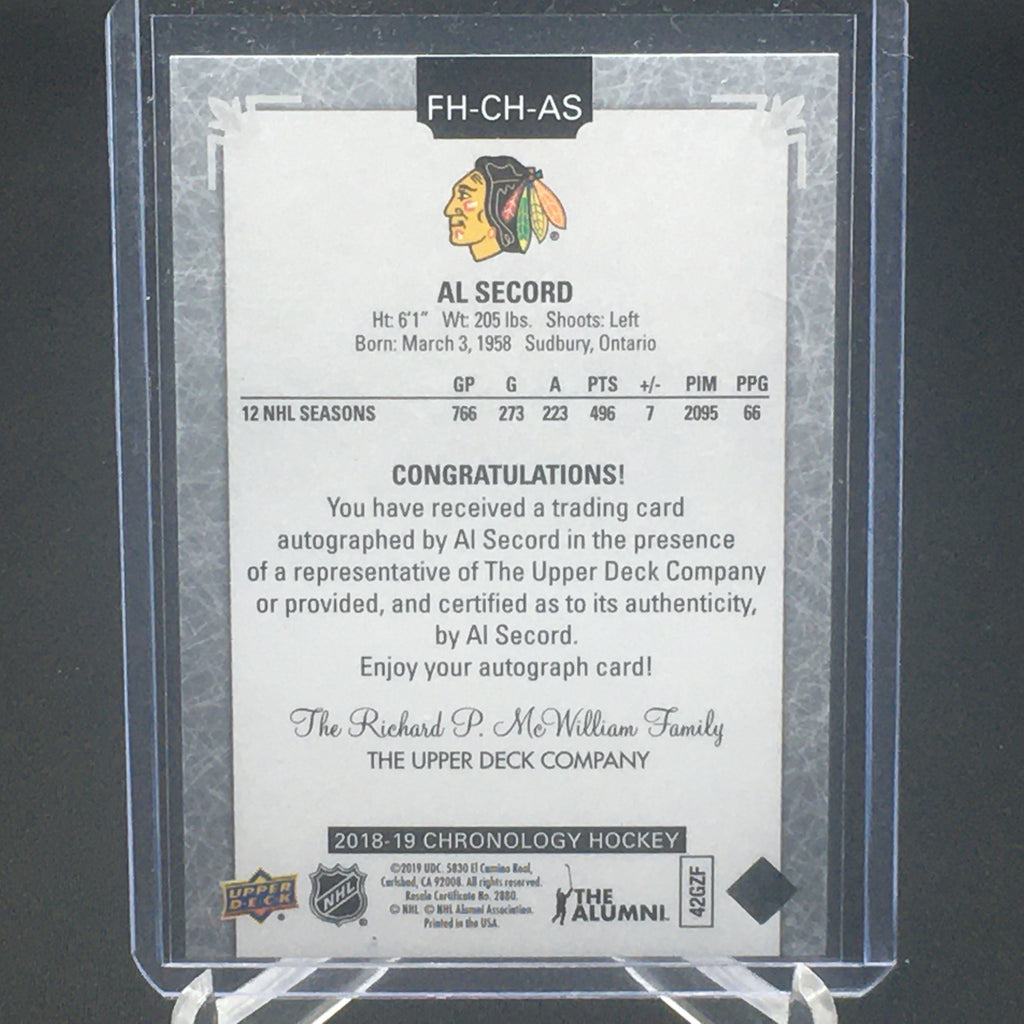 FH-CH-AS
AL SECORD
Ht: 6'1" Wt: 205 lbs. Shoots: Left
Born: March 3, 1958 Sudbury, Ontario
GP G A PTS +/- PIM PPG
12 NHL SEASONS 766 273 223 496 7 2095 66
CONGRATULATIONS!
You have received a trading card
autographed by Al Secord in the presence
of a representative of The Upper Deck Company
or provided, and certified as to its authenticity,
by Al Secord.
Enjoy your autograph card!
The Richard P. McWilliam Family
THE UPPER DECK COMPANY
2018-19 CHRONOLOGY HOCKEY
UPPER
DECK
NHL
©2019 UDC. 5830 El Camino Real,
Carlsbad, CA 92008. All rights reserved.
Resale Certificate No. 2880.
© NHL © NHL Alumni Association.
Printed in the USA.
THE
ALUMNI
42GZF